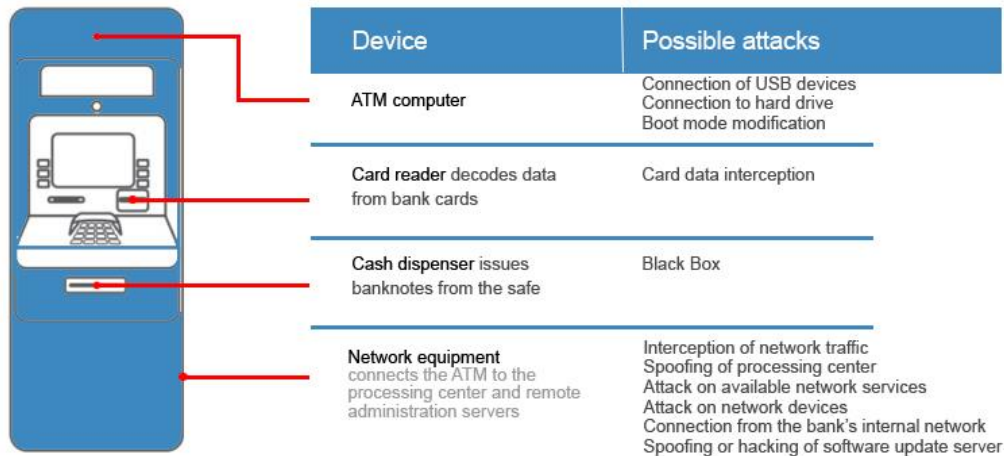 Device
Possible attacks
ATM computer
Connection of USB devices
Connection to hard drive
Boot mode modification
Card reader decodes data
from bank cards
Card data interception
Cash dispenser issues
banknotes from the safe
Black Box
Network equipment
connects the ATM to the
processing center and remote
administration servers
Interception of network traffic
Spoofing of processing center
Attack on available network services
Attack on network devices
Connection from the bank's internal network
Spoofing or hacking of software update server